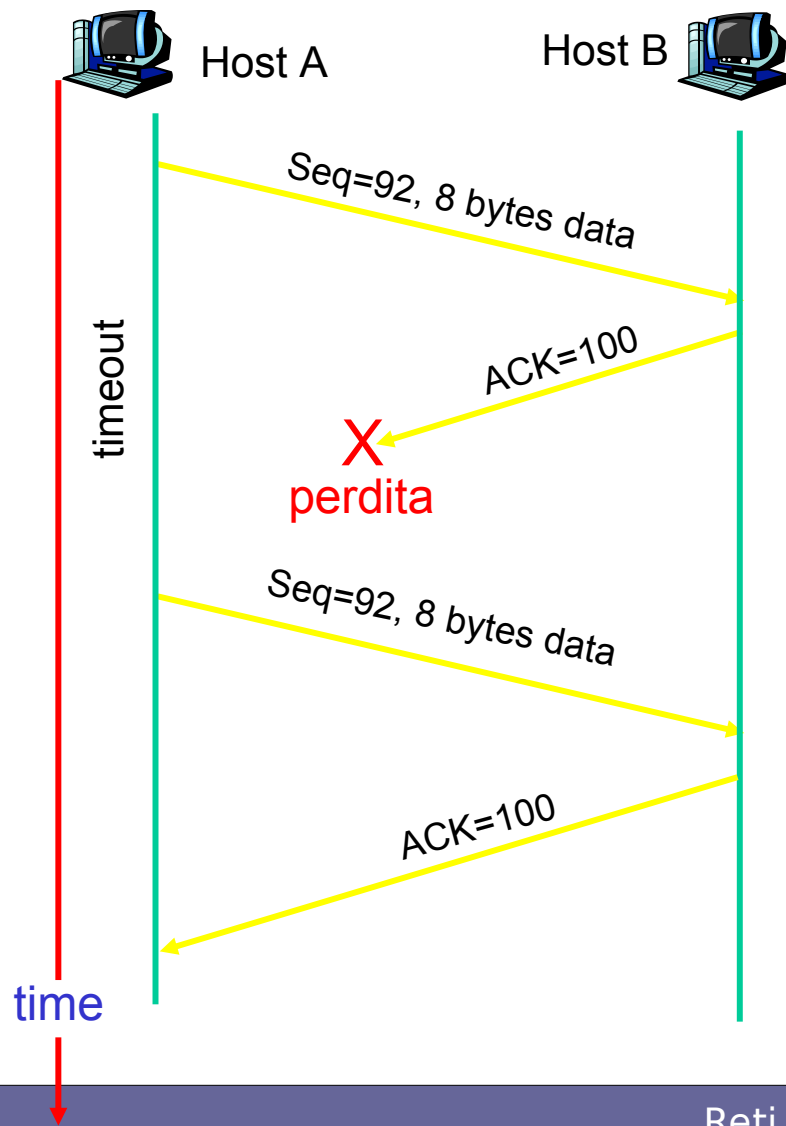 Host A
Host B
Seq=92, 8 bytes data
timeout
ACK=100
X
perdita
Seq=92, 8 bytes data
ACK=100
time
Reti